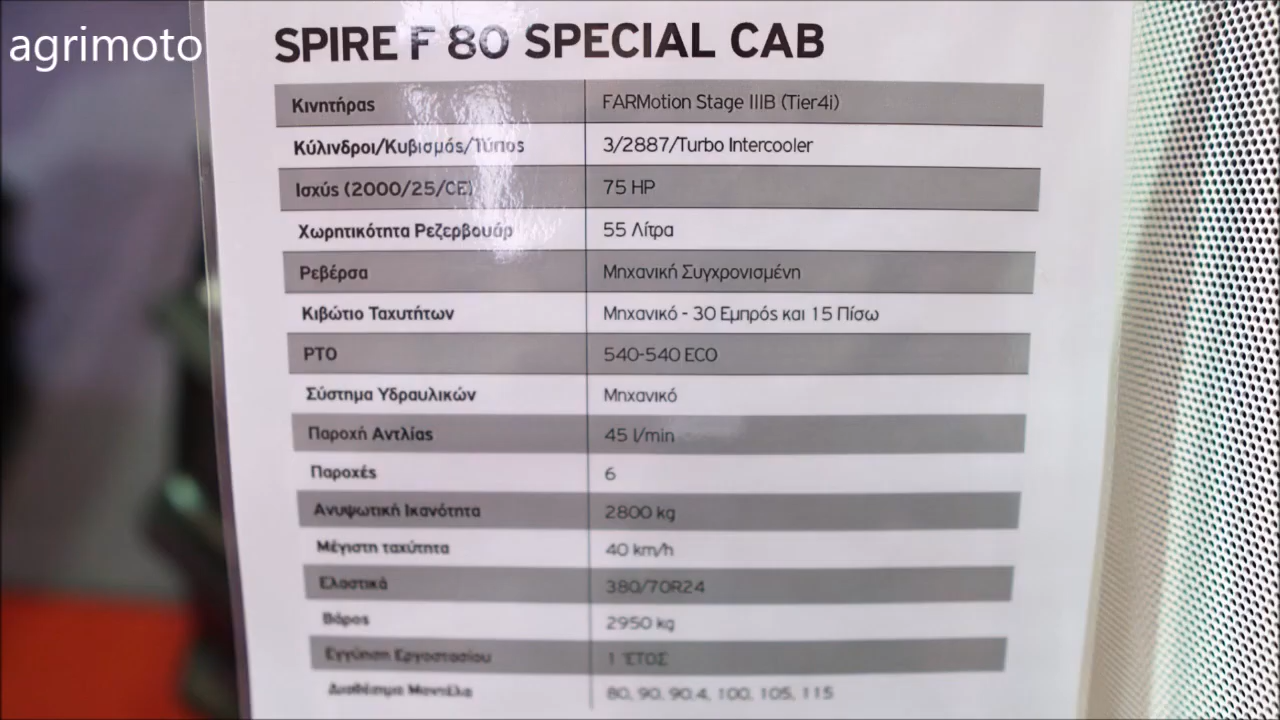 agrimoto
SPIRE F 80 SPECIAL CAB
Κινητήρας FARMotion Stage IIIB (Tier4i)
Κύλινδροι/Κυβισμός/Τύπος 3/2887/Turbo Intercooler
Ισχύς (2000/25/CE) 75 HP
Χωρητικότητα Ρεζερβουάρ 55 Λίτρα
Ρεβέρσα Μηχανική Συγχρονισμένη
Κιβώτιο Ταχυτήτων Μηχανικό - 30 Εμπρός και 15 Πίσω
PTO 540-540 ECO
Σύστημα Υδραυλικών Μηχανικό
Παροχή Αντλίας 45 l/min
Παροχές 6
Ανυψωτική Ικανότητα 2800 kg
Μέγιστη ταχύτητα 40 km/h
Ελαστικά 380/70R24
Βάρος 2950 kg
Εγγύηση Εργοστασίου 1 ΈΤΟΣ
Διαθέσιμα Μοντέλα 80, 90, 90.4, 100, 105, 115